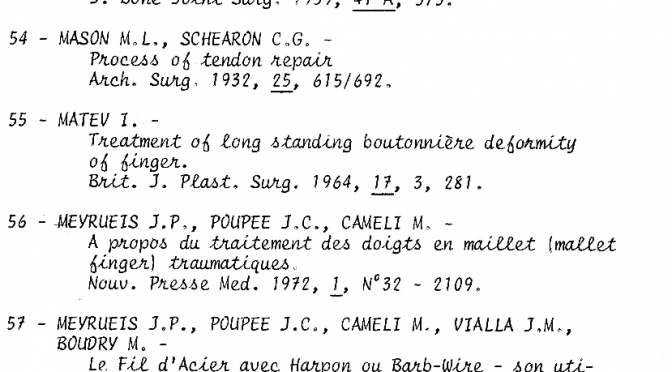 J. Bone Joint Surg. 1959, 41 A, 575.
54 - MASON M.L., SCHEARON C.G. -
Process of tendon repair
Arch. Surg. 1932, 25, 615/692.
55 - MATEV I. -
Treatment of long standing boutonnière deformity
of finger.
Brit. J. Plast. Surg. 1964, 17, 3, 281.
56 - MEYRUEIS J.P., POUPEE J.C., CAMELI M. -
A propos du traitement des doigts en maillet (mallet
finger) traumatiques.
Nouv. Presse Med. 1972, 1, N°32 - 2109.
57 - MEYRUEIS J.P., POUPEE J.C., CAMELI M., VIALLA J.M.,
BOUDRY M. -
Le Fil d'Acier avec Harpon ou Barb-Wire - son uti-